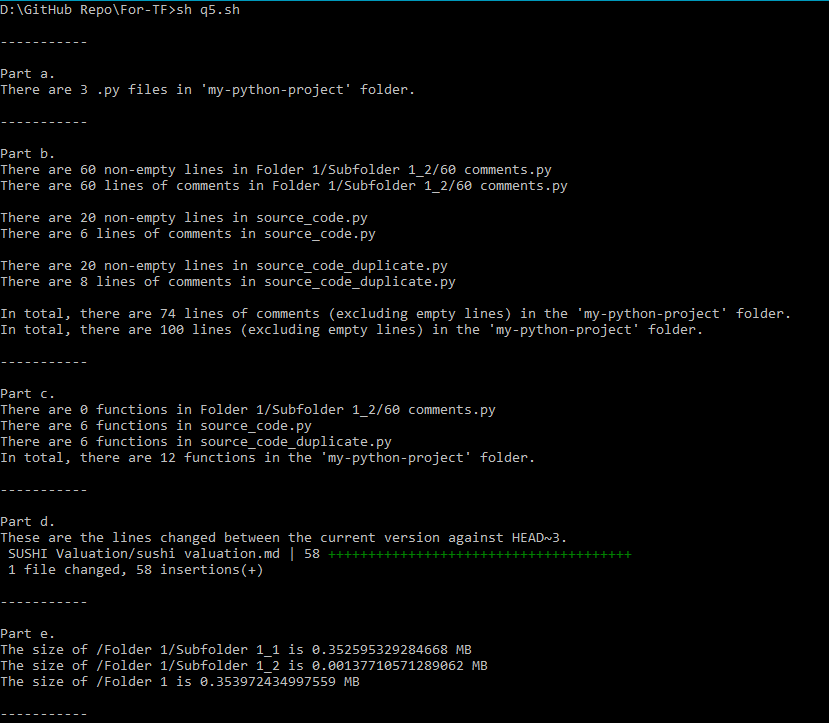 D:\GitHub Repo\For-TF>sh q5.sh
-----------
Part a.
There are 3 .py files in 'my-python-project' folder.
-----------
Part b.
There are 60 non-empty lines in Folder 1/Subfolder 1_2/60 comments.py
There are 60 lines of comments in Folder 1/Subfolder 1_2/60 comments.py
There are 20 non-empty lines in source_code.py
There are 6 lines of comments in source_code.py
There are 20 non-empty lines in source_code_duplicate.py
There are 8 lines of comments in source_code_duplicate.py
In total, there are 74 lines of comments (excluding empty lines) in the 'my-python-project' folder.
In total, there are 100 lines (excluding empty lines) in the 'my-python-project' folder.
-----------
Part c.
There are 0 functions in Folder 1/Subfolder 1_2/60 comments.py
There are 6 functions in source_code.py
There are 6 functions in source_code_duplicate.py
In total, there are 12 functions in the 'my-python-project' folder.
-----------
Part d.
These are the lines changed between the current version against HEAD~3.
SUSHI Valuation/sushi valuation.md | 58 ++++++++++++++++++++++++++++++++++++++
1 file changed, 58 insertions(+)
-----------
Part e.
The size of /Folder 1/Subfolder 1_1 is 0.352595329284668 MB
The size of /Folder 1/Subfolder 1_2 is 0.00137710571289062 MB
The size of /Folder 1 is 0.353972434997559 MB
-----------